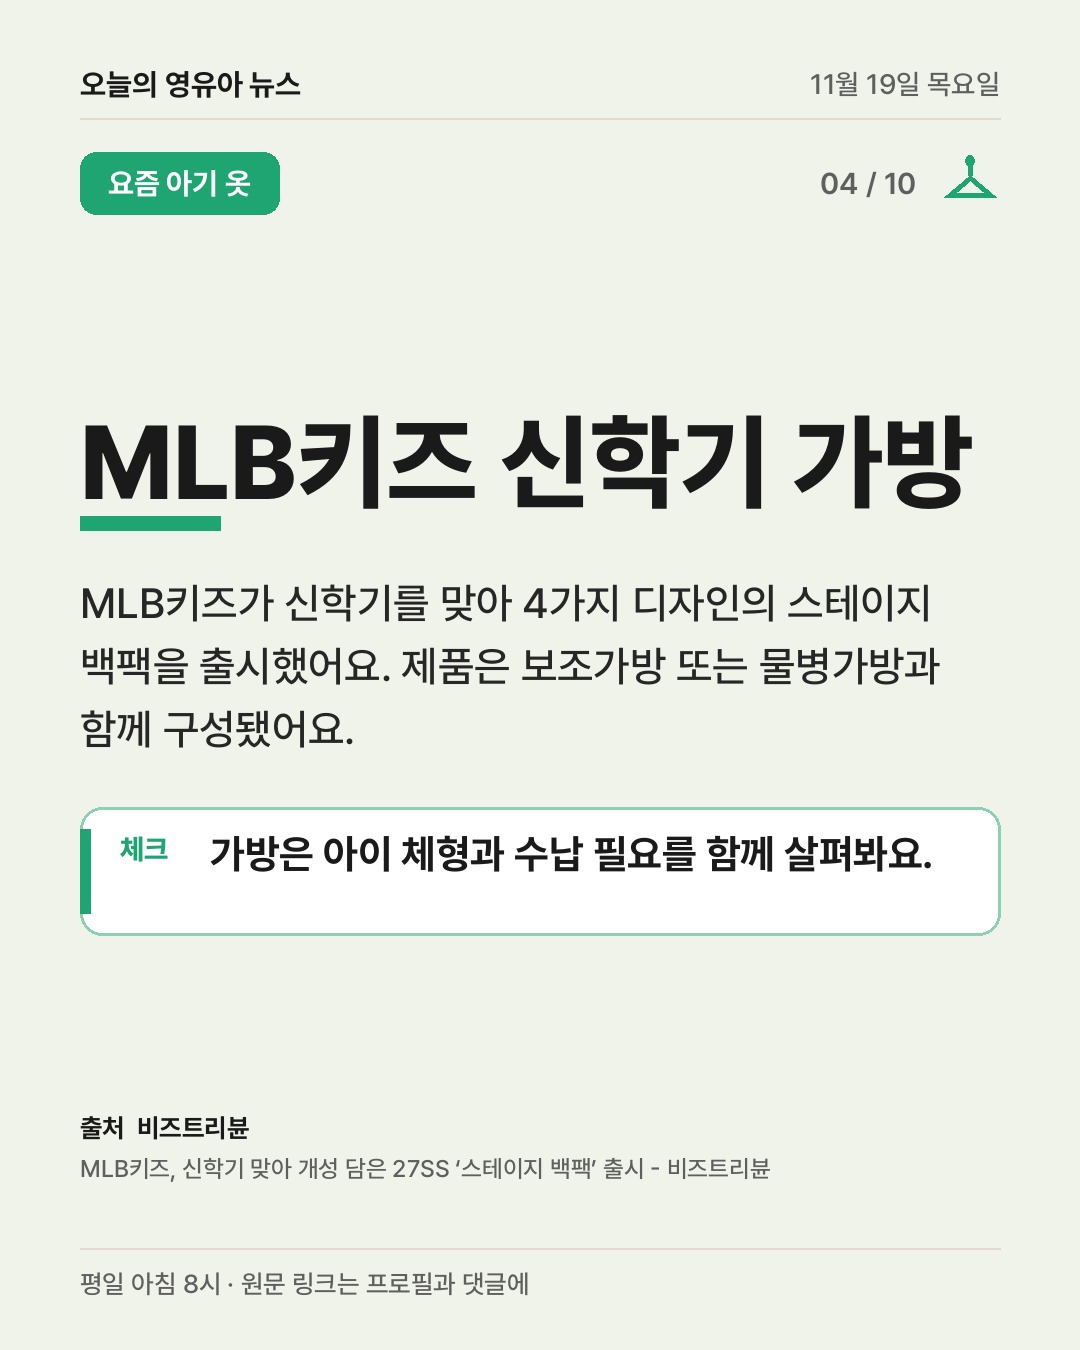 오늘의 영유아 뉴스
11월 19일 목요일
요즘 아기 옷
04 / 10
MLB키즈 신학기 가방
MLB키즈가 신학기를 맞아 4가지 디자인의 스테이지
백팩을 출시했어요. 제품은 보조가방 또는 물병가방과
함께 구성됐어요.
체크
가방은 아이 체형과 수납 필요를 함께 살펴봐요.
출처 비즈트리뷴
MLB키즈, 신학기 맞아 개성 담은 27SS ‘스테이지 백팩’ 출시 - 비즈트리뷴
평일 아침 8시 · 원문 링크는 프로필과 댓글에